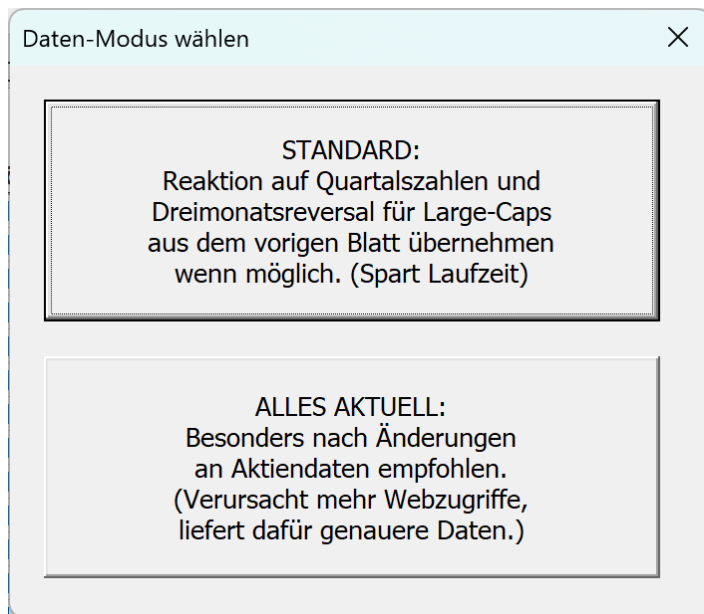 Daten-Modus wählen
STANDARD:
Reaktion auf Quartalszahlen und
Dreimonatsreversal für Large-Caps
aus dem vorigen Blatt übernehmen
wenn möglich. (Spart Laufzeit)
ALLES AKTUELL:
Besonders nach Änderungen
an Aktiendaten empfohlen.
(Verursacht mehr Webzugriffe,
liefert dafür genauere Daten.)